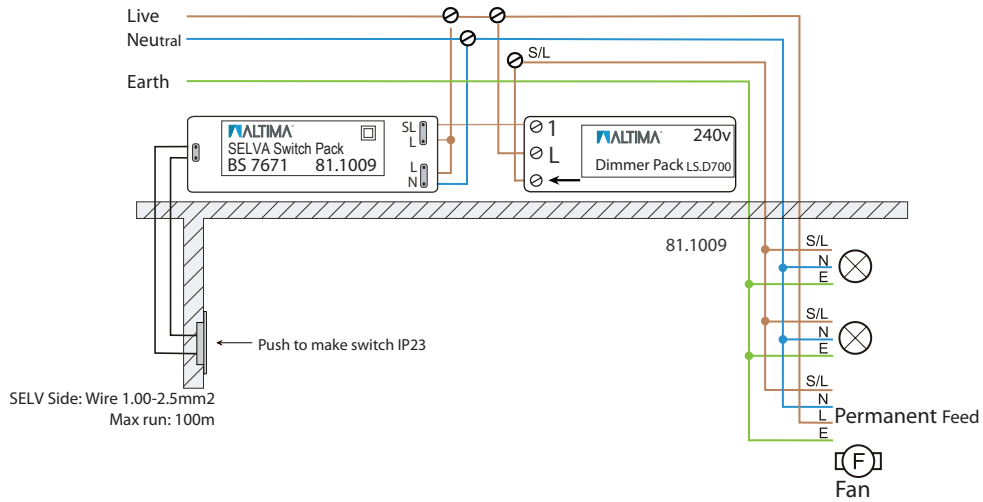 Live
Neutral
Earth
S/L
ALTIMA
SELVA Switch Pack
BS 7671 81.1009
SL
L
L
N
1
L
ALTIMA
240v
Dimmer Pack LS.D700
81.1009
S/L
N
E
S/L
N
E
Push to make switch IP23
SELV Side: Wire 1.00-2.5mm2
Max run: 100m
S/L
N
L
E
Permanent Feed
F
Fan